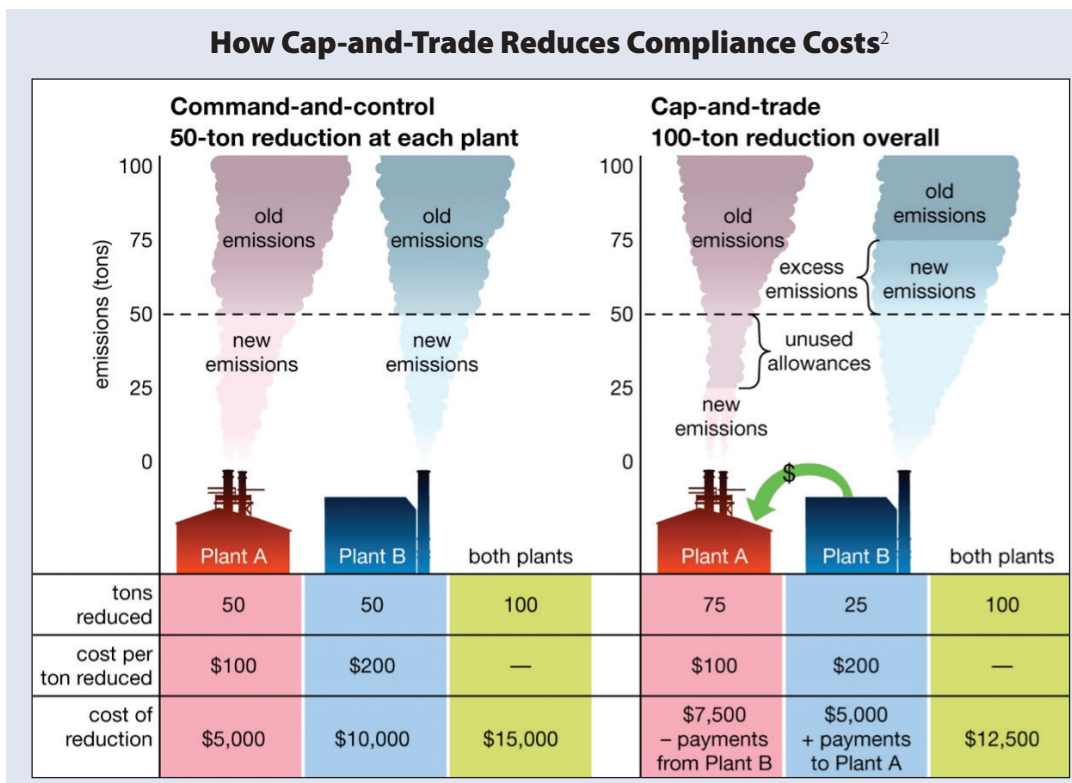 How Cap-and-Trade Reduces Compliance Costs2
Command-and-control
50-ton reduction at each plant
100
75
50
25
0
emissions (tons)
old
emissions
old
emissions
new
emissions
new
emissions
Plant A
Plant B
both plants
Cap-and-trade
100-ton reduction overall
100
75
50
25
0
old
emissions
old
emissions
excess
emissions
new
emissions
unused
allowances
new
emissions
$
Plant A
Plant B
both plants
tons
reduced
50
50
100
75
25
100
cost per
ton reduced
$100
$200
—
$100
$200
—
cost of
reduction
$5,000
$10,000
$15,000
$7,500
– payments
from Plant B
$5,000
+ payments
to Plant A
$12,500